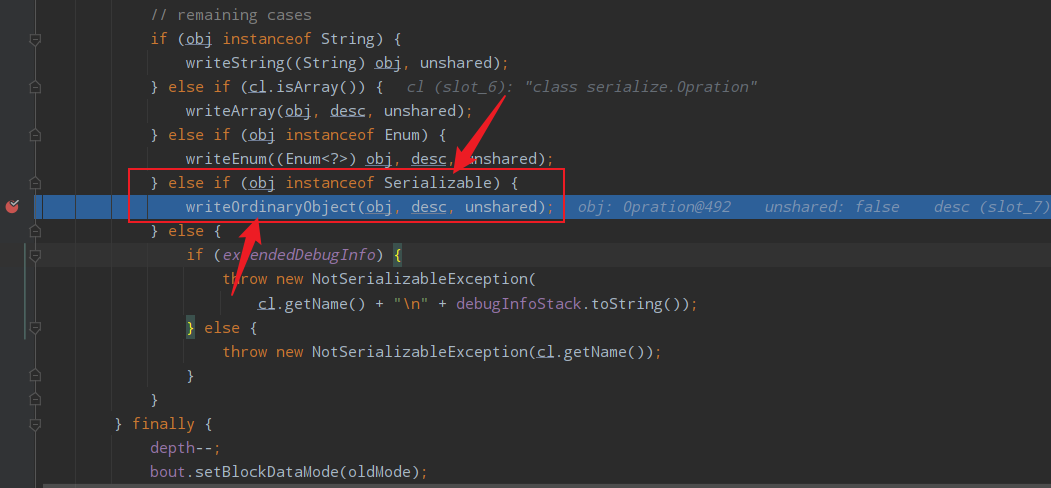 // remaining cases
if (obj instanceof String) {
writeString((String) obj, unshared);
} else if (cl.isArray()) { cl (slot_6): "class serialize.Opration"
writeArray(obj, desc, unshared);
} else if (obj instanceof Enum) {
writeEnum((Enum<?>) obj, desc, unshared);
} else if (obj instanceof Serializable) {
writeOrdinaryObject(obj, desc, unshared); obj: Opration@492 unshared: false desc (slot_7)
} else {
if (extendedDebugInfo) {
throw new NotSerializableException(
cl.getName() + "\n" + debugInfoStack.toString());
} else {
throw new NotSerializableException(cl.getName());
}
}
} finally {
depth--;
bout.setBlockDataMode(oldMode);